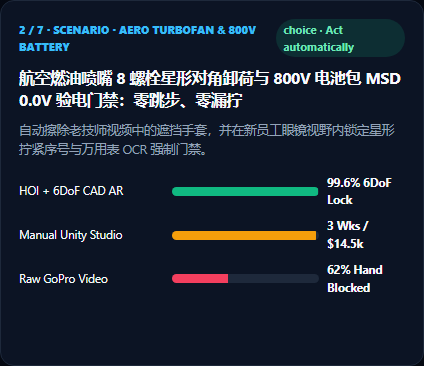 2 / 7 · SCENARIO · AERO TURBOFAN & 800V
BATTERY
choice · Act
automatically
航空燃油喷嘴 8 螺栓星形对角卸荷与 800V 电池包 MSD
0.0V 验电门禁：零跳步、零漏拧
自动擦除老技师视频中的遮挡手套，并在新员工眼镜视野内锁定星形
拧紧序号与万用表 OCR 强制门禁。
HOI + 6DoF CAD AR
99.6% 6DoF
Lock
Manual Unity Studio
3 Wks /
$14.5k
Raw GoPro Video
62% Hand
Blocked